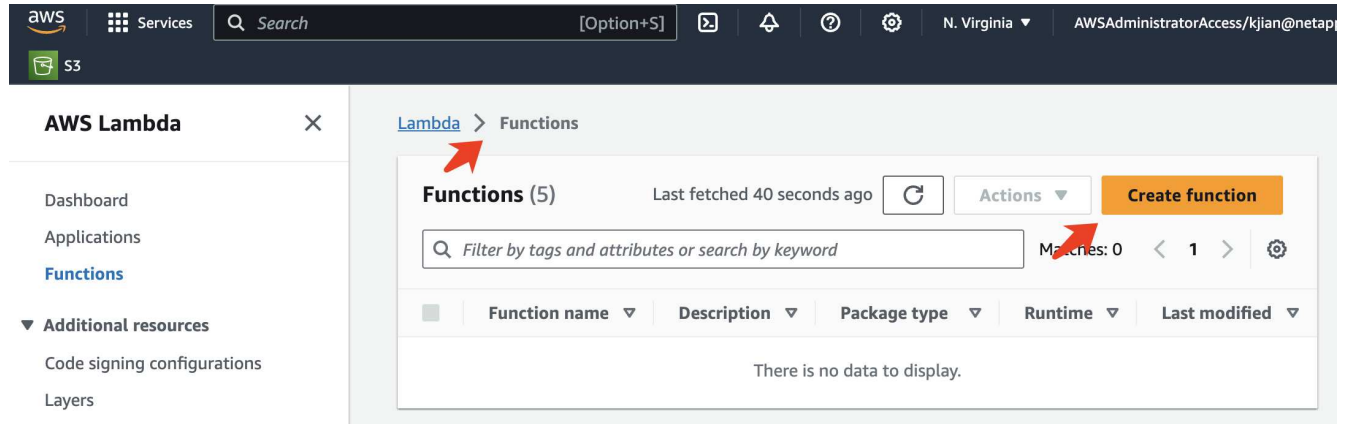 aws Services Search [Option+S] N. Virginia ▼ AWSAdministratorAccess/kjian@netap
S3
AWS Lambda
Dashboard
Applications
Functions
▼ Additional resources
Code signing configurations
Layers
Lambda > Functions
Functions (5) Last fetched 40 seconds ago Actions ▼ Create function
Filter by tags and attributes or search by keyword Matches: 0 < 1 >
Function name Description Package type Runtime Last modified
There is no data to display.